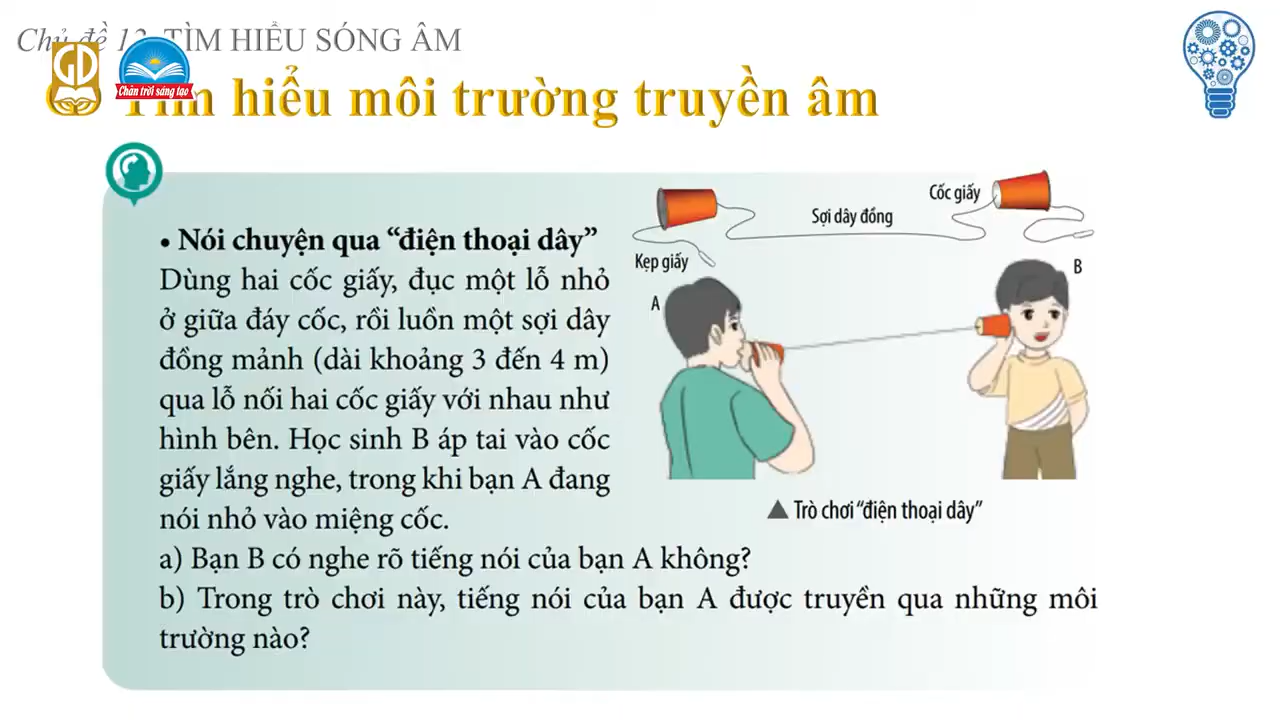 Chủ đề 12. TÌM HIỂU SÓNG ÂM
GD
Chân trời sáng tạo
Tìm hiểu môi trường truyền âm
• Nói chuyện qua “điện thoại dây”
Dùng hai cốc giấy, đục một lỗ nhỏ
ở giữa đáy cốc, rồi luồn một sợi dây
đồng mảnh (dài khoảng 3 đến 4 m)
qua lỗ nối hai cốc giấy với nhau như
hình bên. Học sinh B áp tai vào cốc
giấy lắng nghe, trong khi bạn A đang
nói nhỏ vào miệng cốc.
a) Bạn B có nghe rõ tiếng nói của bạn A không?
b) Trong trò chơi này, tiếng nói của bạn A được truyền qua những môi
trường nào?
Cốc giấy
Sợi dây đồng
Kẹp giấy
A
B
▲ Trò chơi “điện thoại dây”